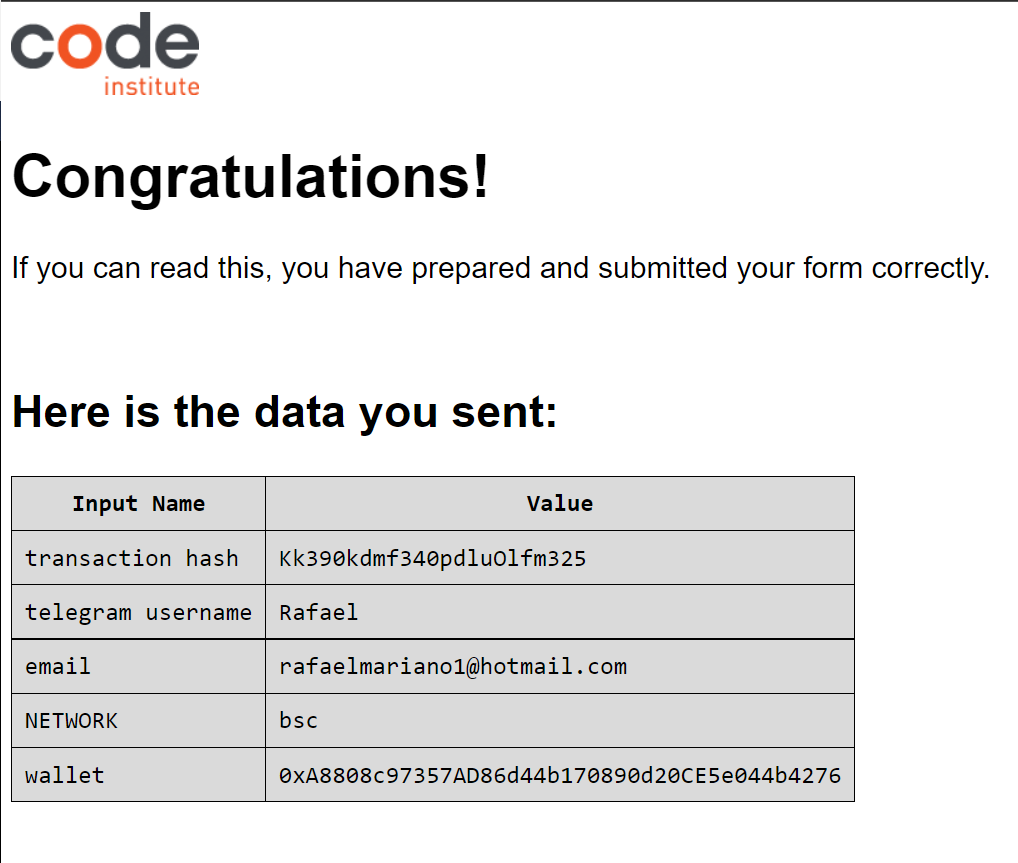 code
institute
Congratulations!
If you can read this, you have prepared and submitted your form correctly.
Here is the data you sent:
Input Name Value
transaction hash Kk390kdmf340pdluOlfm325
telegram username Rafael
email rafaelmariano1@hotmail.com
NETWORK bsc
wallet 0xA8808c97357AD86d44b170890d20CE5e044b4276